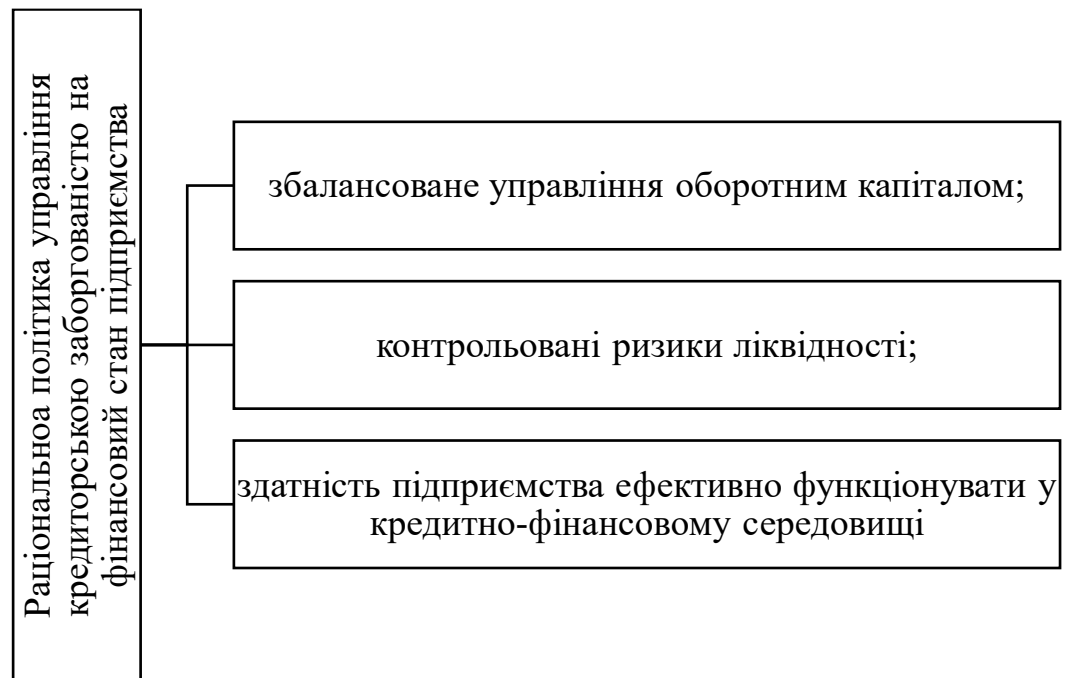 Раціональноа політика управління
кредиторською заборгованістю на
фінансовий стан підприємства
збалансоване управління оборотним капіталом;
контрольовані ризики ліквідності;
здатність підприємства ефективно функціонувати у
кредитно-фінансовому середовищі